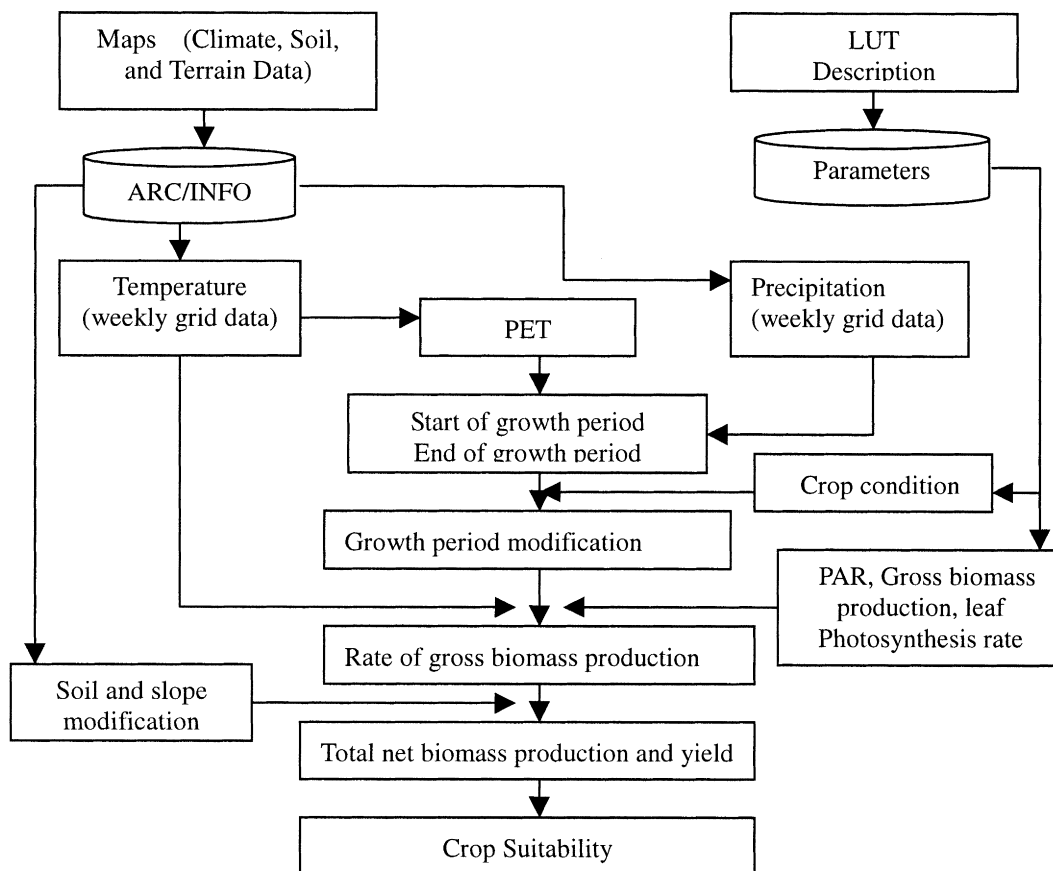 Maps (Climate, Soil,
and Terrain Data)
LUT
Description
ARC/INFO
Parameters
Temperature
(weekly grid data)
PET
Precipitation
(weekly grid data)
Start of growth period
End of growth period
Crop condition
Growth period modification
PAR, Gross biomass
production, leaf
Photosynthesis rate
Rate of gross biomass production
Soil and slope
modification
Total net biomass production and yield
Crop Suitability